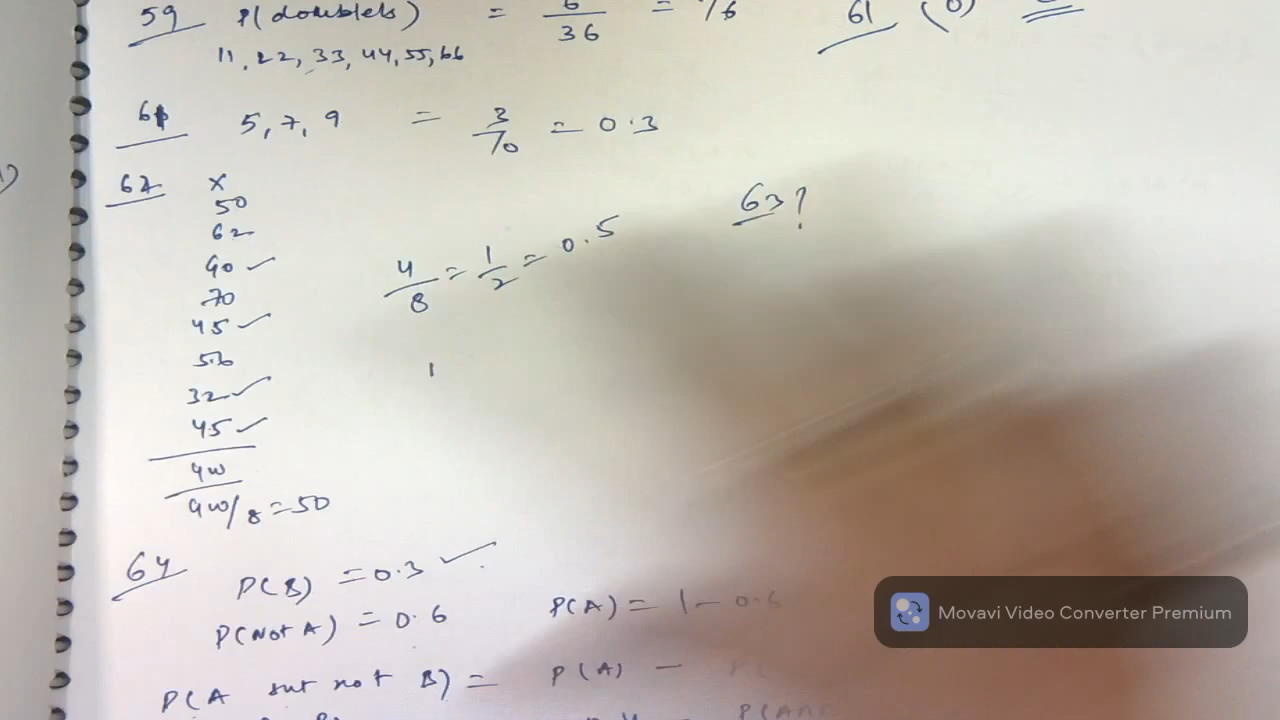 59 P(doublets) = 6/36 = 1/6
11, 22, 33, 44, 55, 66
61 (b)
61 5, 7, 9 = 3/10 = 0.3
62 x
50
62
40 ✓
70
45 ✓
56
32 ✓
45 ✓
400
400/8 = 50
4/8 = 1/2 = 0.5
63?
64 P(B) = 0.3 ✓
P(Not A) = 0.6 P(A) = 1 - 0.6
P(A but not B) = P(A) -
Movavi Video Converter Premium